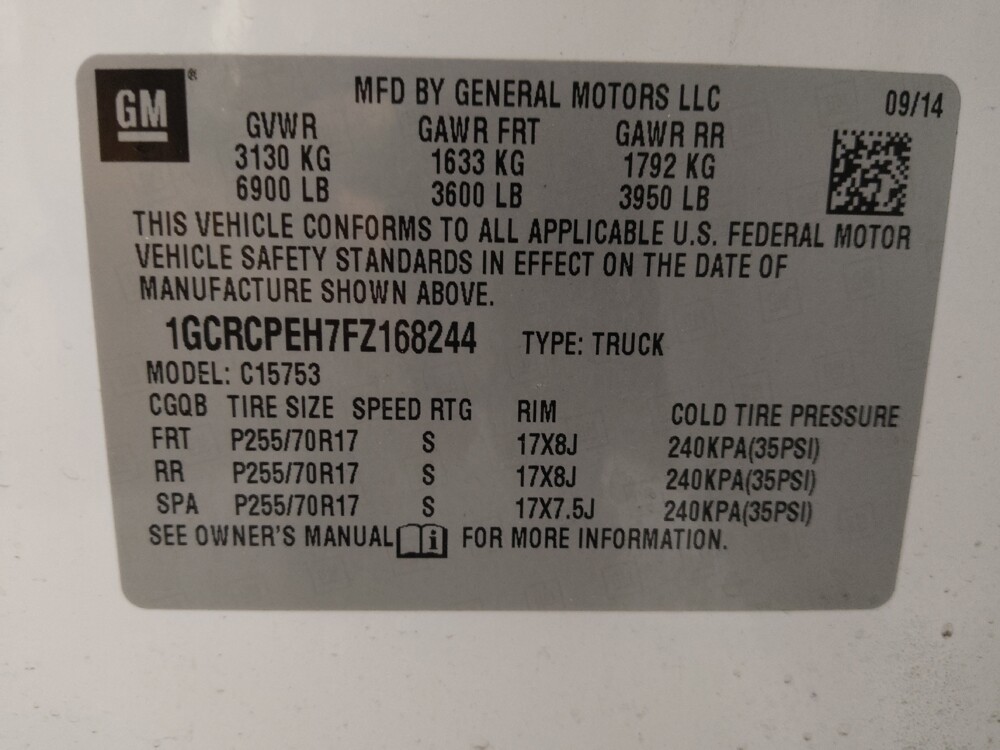 GM®
MFD BY GENERAL MOTORS LLC 09/14
GVWR GAWR FRT GAWR RR
3130 KG 1633 KG 1792 KG
6900 LB 3600 LB 3950 LB
THIS VEHICLE CONFORMS TO ALL APPLICABLE U.S. FEDERAL MOTOR
VEHICLE SAFETY STANDARDS IN EFFECT ON THE DATE OF
MANUFACTURE SHOWN ABOVE.
1GCRCPEH7FZ168244 TYPE: TRUCK
MODEL: C15753
CGQB TIRE SIZE SPEED RTG RIM COLD TIRE PRESSURE
FRT P255/70R17 S 17X8J 240KPA(35PSI)
RR P255/70R17 S 17X8J 240KPA(35PSI)
SPA P255/70R17 S 17X7.5J 240KPA(35PSI)
SEE OWNER'S MANUAL i FOR MORE INFORMATION.